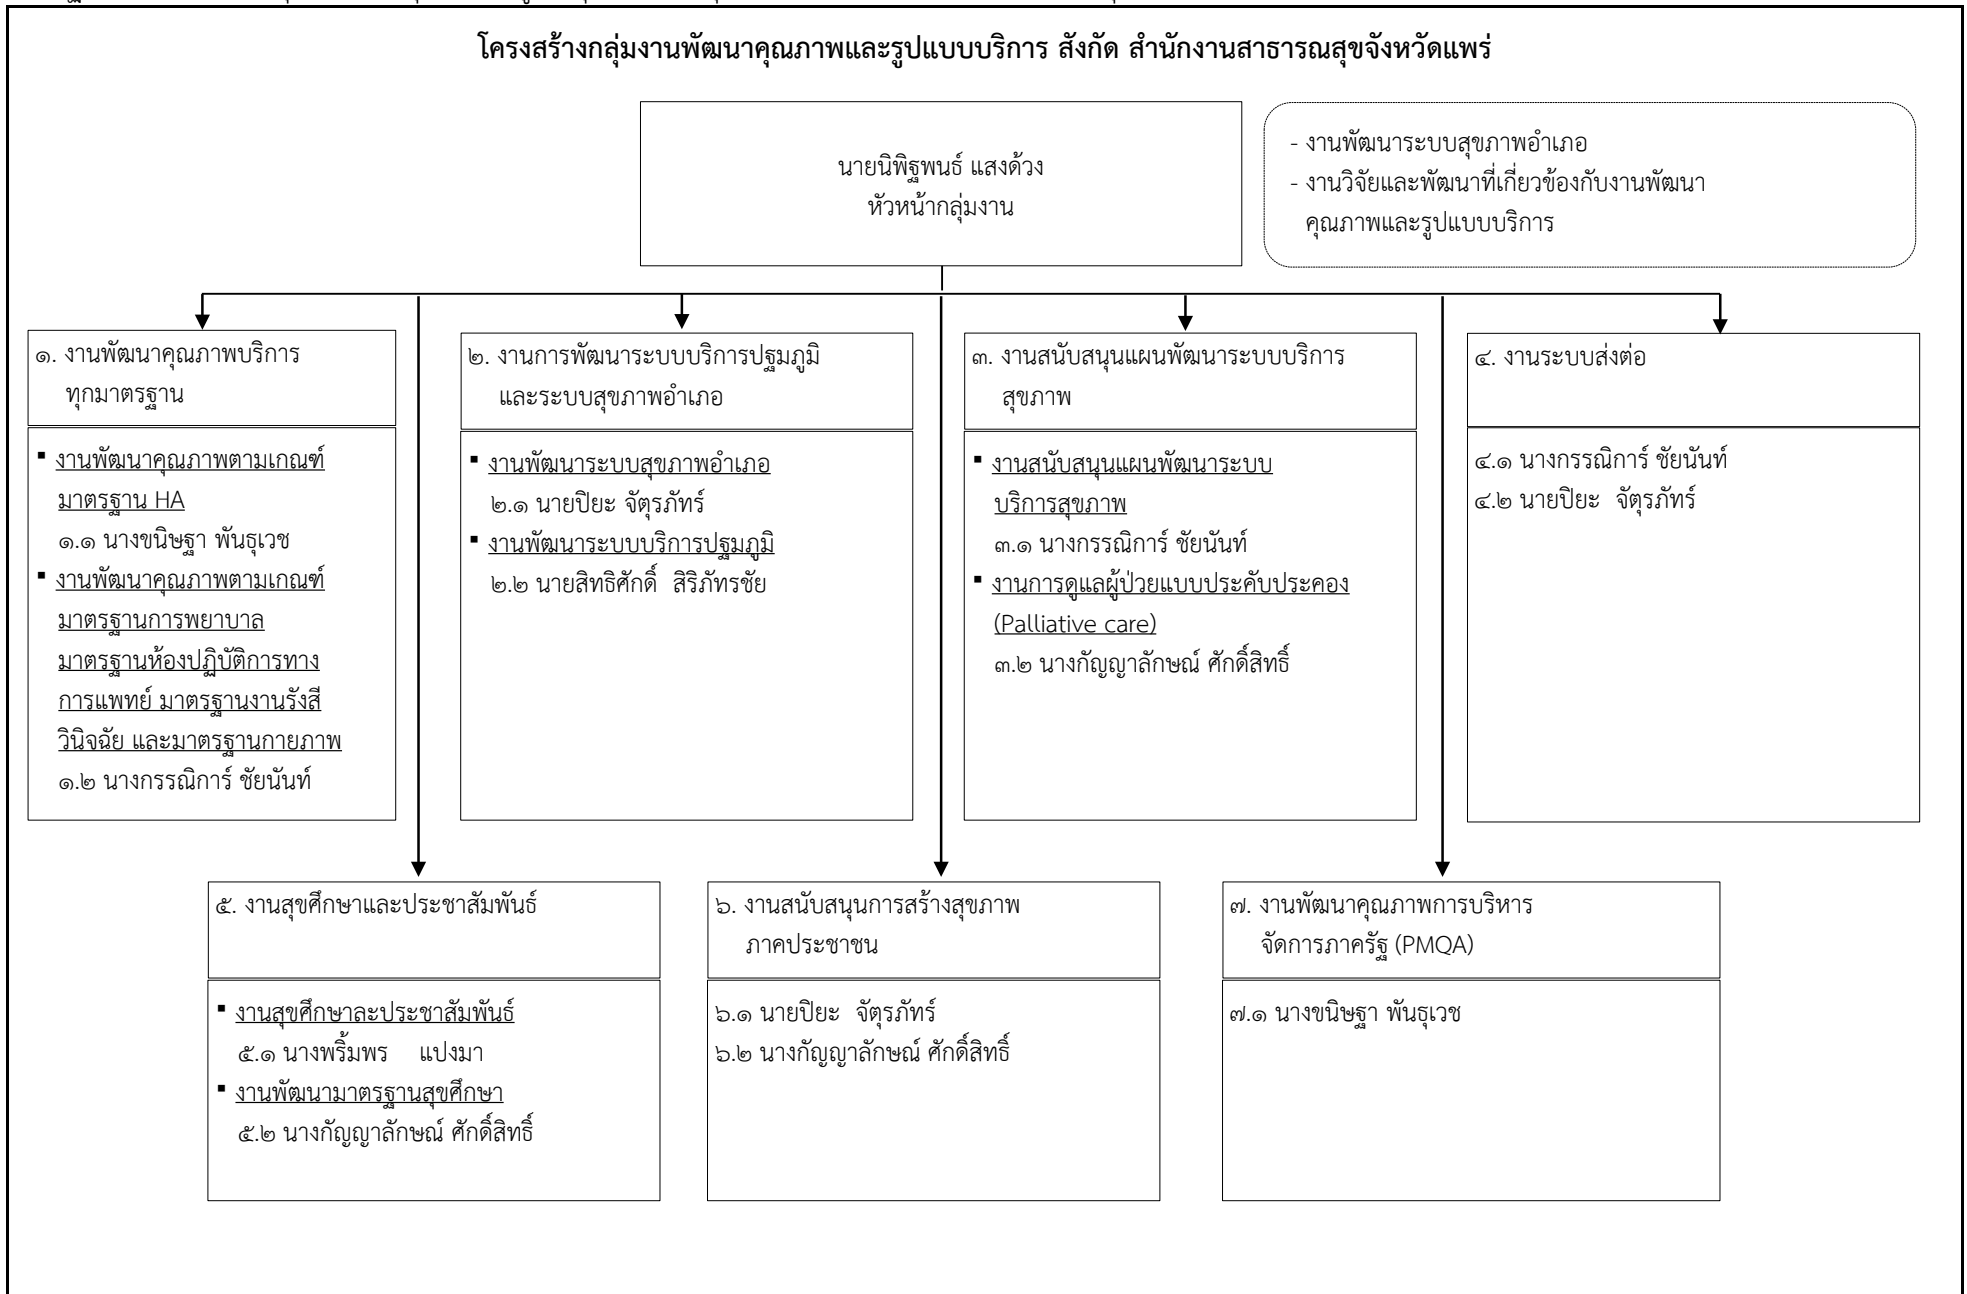 โครงสร้างกลุ่มงานพัฒนาคุณภาพและรูปแบบบริการ สังกัด สำนักงานสาธารณสุขจังหวัดแพร่
นายนิพิฐพนธ์ แสงด้วง
หัวหน้ากลุ่มงาน
- งานพัฒนาระบบสุขภาพอำเภอ
- งานวิจัยและพัฒนาที่เกี่ยวข้องกับงานพัฒนา
คุณภาพและรูปแบบบริการ
๑. งานพัฒนาคุณภาพบริการ
ทุกมาตรฐาน
▪ งานพัฒนาคุณภาพตามเกณฑ์
มาตรฐาน HA
๑.๑ นางขนิษฐา พันธุเวช
▪ งานพัฒนาคุณภาพตามเกณฑ์
มาตรฐานการพยาบาล
มาตรฐานห้องปฏิบัติการทาง
การแพทย์ มาตรฐานงานรังสี
วินิจฉัย และมาตรฐานกายภาพ
๑.๒ นางกรรณิการ์ ชัยนันท์
๒. งานการพัฒนาระบบบริการปฐมภูมิ
และระบบสุขภาพอำเภอ
▪ งานพัฒนาระบบสุขภาพอำเภอ
๒.๑ นายปิยะ จัตุรภัทร์
▪ งานพัฒนาระบบบริการปฐมภูมิ
๒.๒ นายสิทธิศักดิ์ สิริภัทรชัย
๓. งานสนับสนุนแผนพัฒนาระบบบริการ
สุขภาพ
▪ งานสนับสนุนแผนพัฒนาระบบ
บริการสุขภาพ
๓.๑ นางกรรณิการ์ ชัยนันท์
▪ งานการดูแลผู้ป่วยแบบประคับประคอง
(Palliative care)
๓.๒ นางกัญญาลักษณ์ ศักดิ์สิทธิ์
๔. งานระบบส่งต่อ
๔.๑ นางกรรณิการ์ ชัยนันท์
๔.๒ นายปิยะ จัตุรภัทร์
๕. งานสุขศึกษาและประชาสัมพันธ์
▪ งานสุขศึกษาละประชาสัมพันธ์
๕.๑ นางพริ้มพร แปงมา
▪ งานพัฒนามาตรฐานสุขศึกษา
๕.๒ นางกัญญาลักษณ์ ศักดิ์สิทธิ์
๖. งานสนับสนุนการสร้างสุขภาพ
ภาคประชาชน
๖.๑ นายปิยะ จัตุรภัทร์
๖.๒ นางกัญญาลักษณ์ ศักดิ์สิทธิ์
๗. งานพัฒนาคุณภาพการบริหาร
จัดการภาครัฐ (PMQA)
๗.๑ นางขนิษฐา พันธุเวช